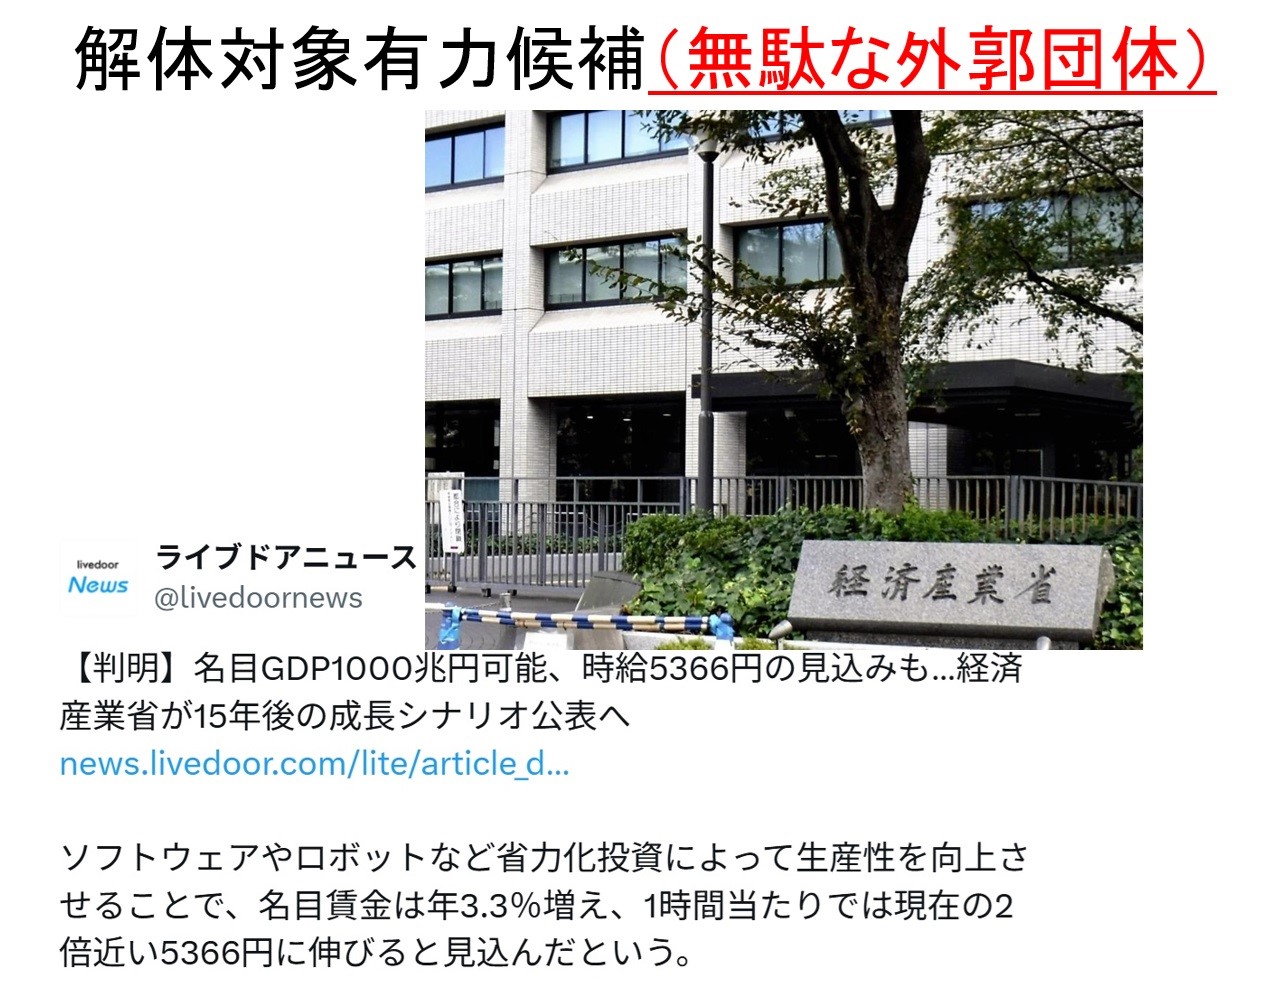 解体対象有力候補(無駄な外郭団体)
経済産業省
livedoor
News
ライブドアニュース
@livedoornews
【判明】名目GDP1000兆円可能、時給5366円の見込みも...経済
産業省が15年後の成長シナリオ公表へ
news.livedoor.com/lite/article_d...
ソフトウェアやロボットなど省力化投資によって生産性を向上さ
せることで、名目賃金は年3.3%増え、1時間当たりでは現在の2
倍近い5366円に伸びると見込んだという。